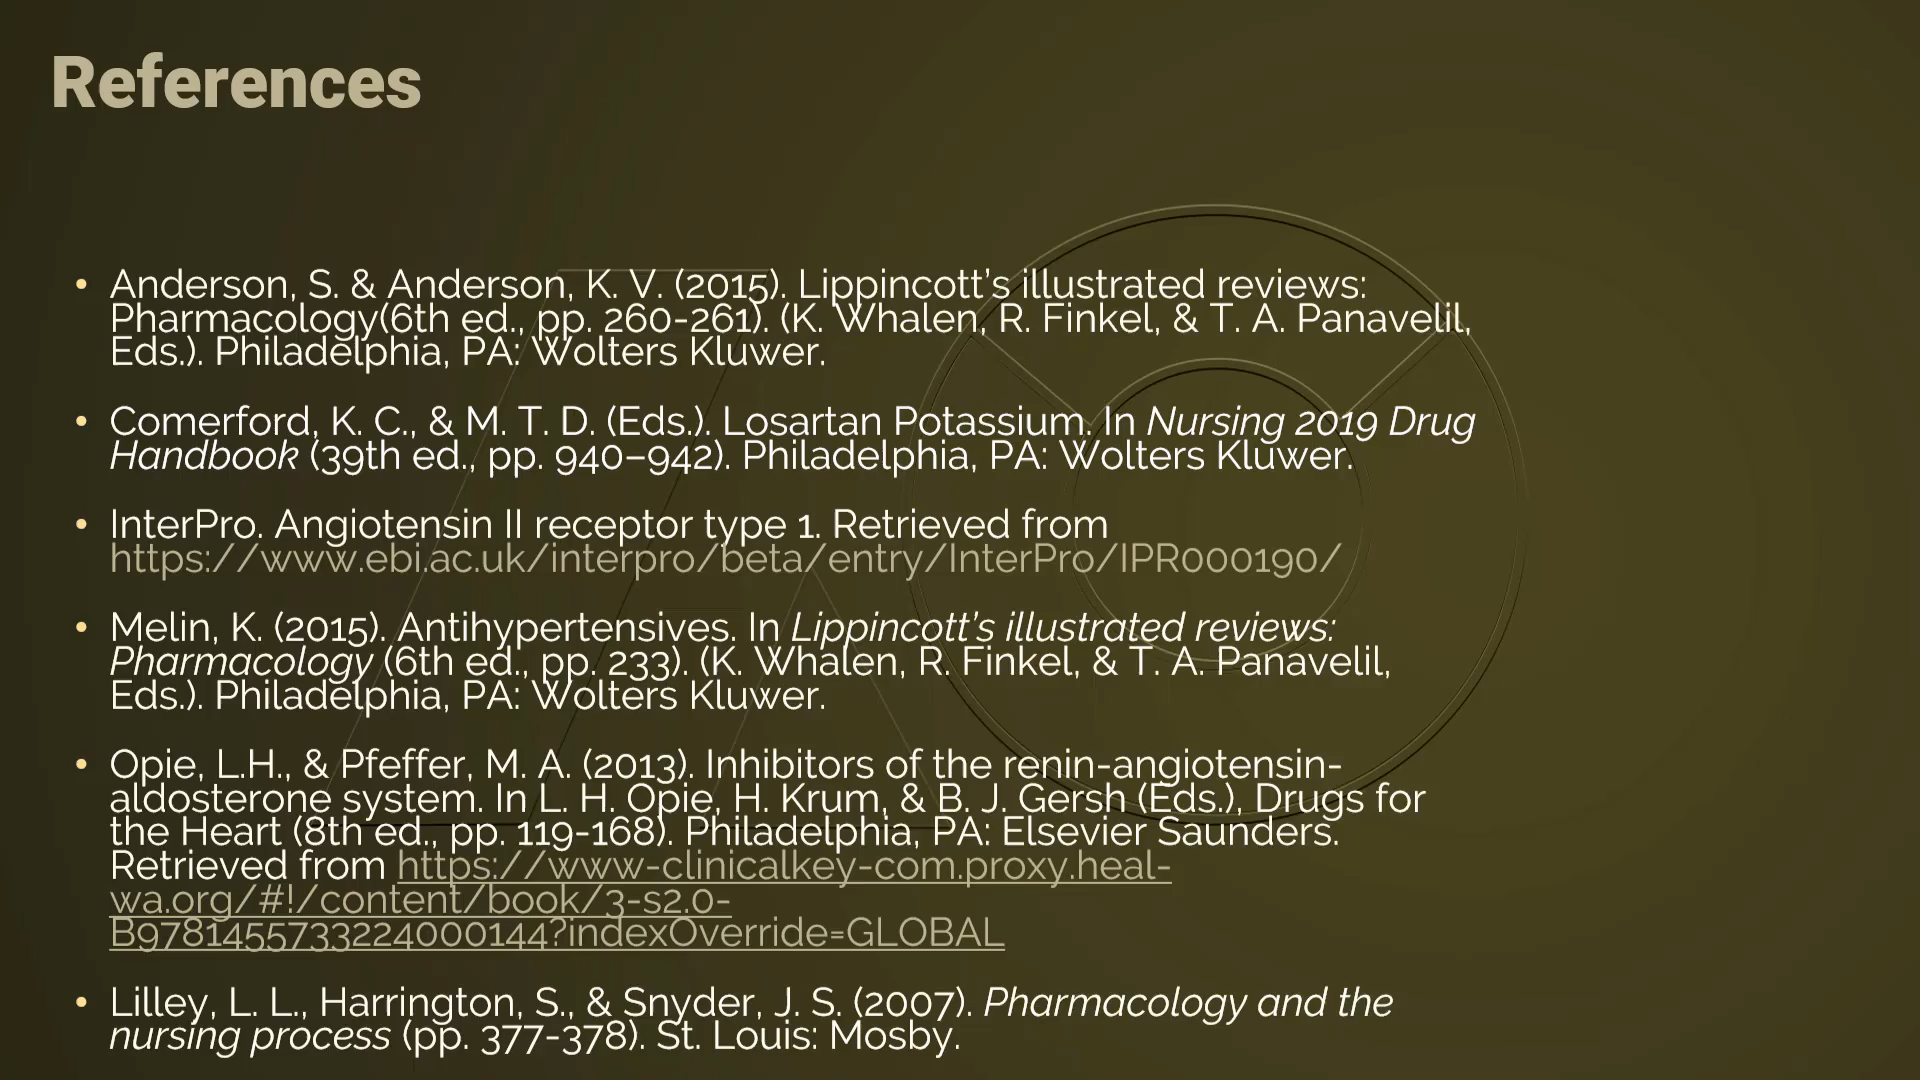 References
• Anderson, S. & Anderson, K. V. (2015). Lippincott’s illustrated reviews:
Pharmacology(6th ed., pp. 260-261). (K. Whalen, R. Finkel, & T. A. Panavelil,
Eds.). Philadelphia, PA: Wolters Kluwer.
• Comerford, K. C., & M. T. D. (Eds.). Losartan Potassium. In Nursing 2019 Drug
Handbook (39th ed., pp. 940–942). Philadelphia, PA: Wolters Kluwer.
• InterPro. Angiotensin II receptor type 1. Retrieved from
https://www.ebi.ac.uk/interpro/beta/entry/InterPro/IPR000190/
• Melin, K. (2015). Antihypertensives. In Lippincott’s illustrated reviews:
Pharmacology (6th ed., pp. 233). (K. Whalen, R. Finkel, & T. A. Panavelil,
Eds.). Philadelphia, PA: Wolters Kluwer.
• Opie, L.H., & Pfeffer, M. A. (2013). Inhibitors of the renin-angiotensin-
aldosterone system. In L. H. Opie, H. Krum, & B. J. Gersh (Eds.), Drugs for
the Heart (8th ed., pp. 119-168). Philadelphia, PA: Elsevier Saunders.
Retrieved from https://www-clinicalkey-com.proxy.heal-
wa.org/#!/content/book/3-s2.0-
B9781455733224000144?indexOverride=GLOBAL
• Lilley, L. L., Harrington, S., & Snyder, J. S. (2007). Pharmacology and the
nursing process (pp. 377-378). St. Louis: Mosby.